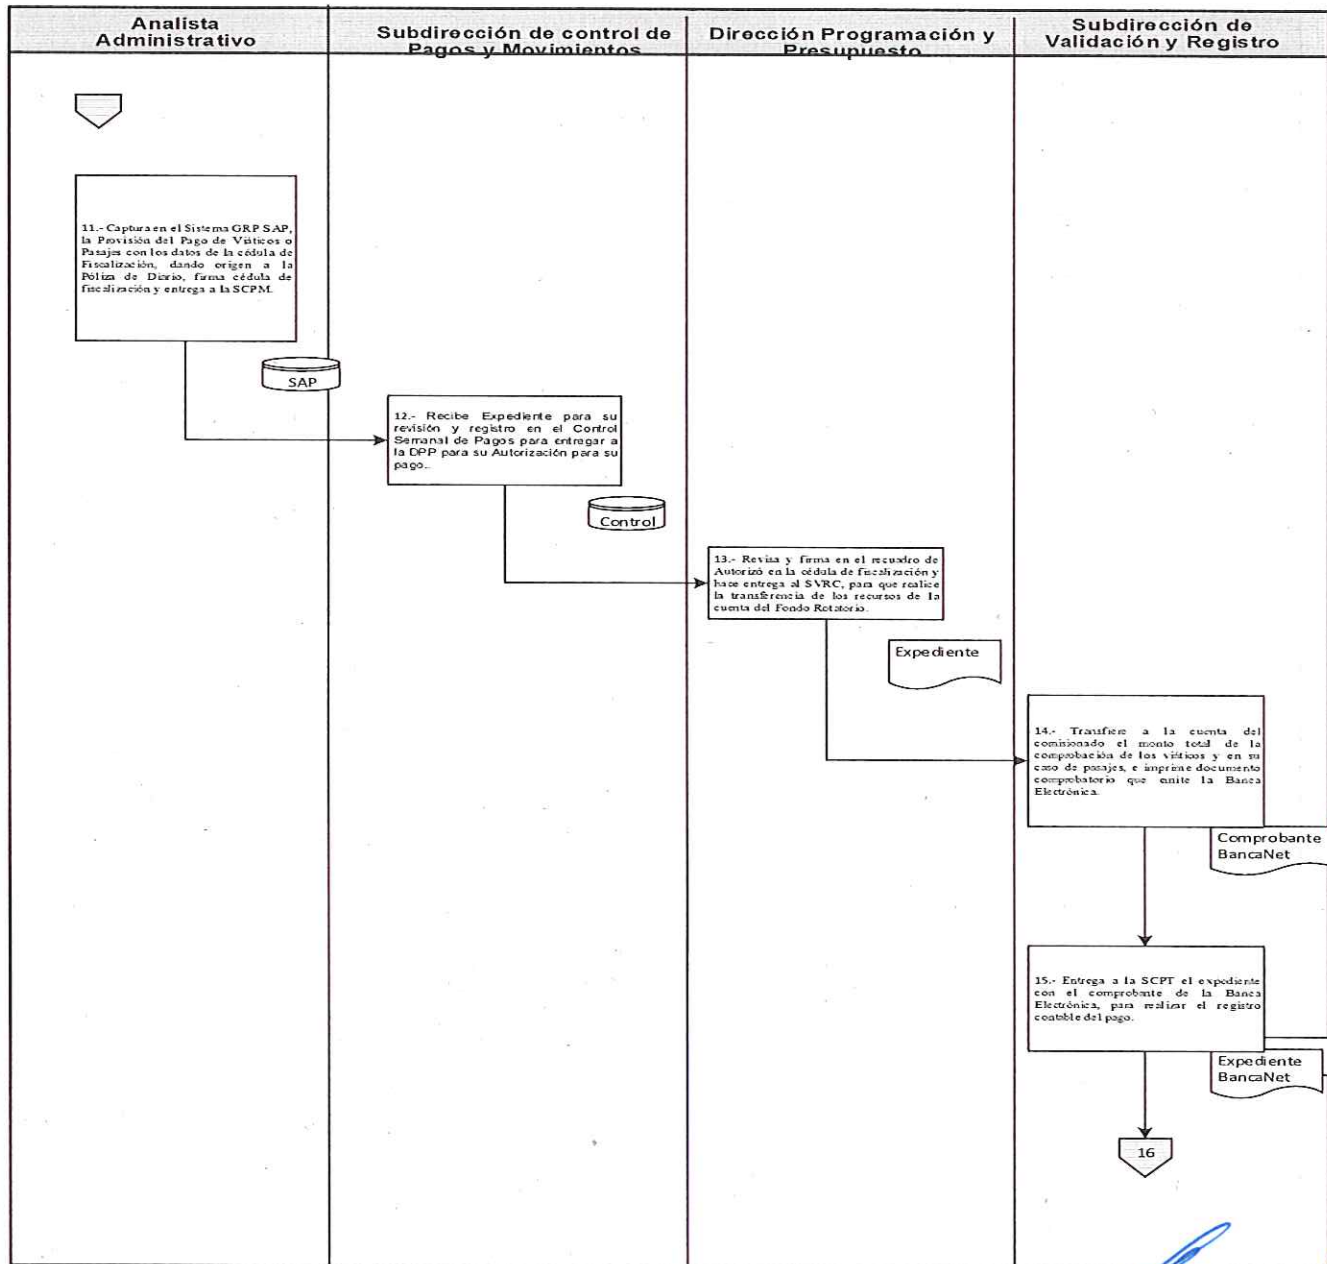 Analista
Administrativo
Subdirección de control de
Pagos y Movimientos
Dirección Programación y
Presupuesto
Subdirección de
Validación y Registro
11.- Captura en el Sistema GRP SAP,
la Provisión del Pago de Viáticos o
Pasajes con los datos de la cédula de
Fiscalización, dando origen a la
Póliza de Diario, firma cédula de
fiscalización y entrega a la SCPM.
SAP
12.- Recibe Expediente para su
revisión y registro en el Control
Semanal de Pagos para entregar a
la DPP para su Autorización para su
pago..
Control
13.- Revisa y firma en el recuadro de
Autorizó en la cédula de fiscalización y
hace entrega al SVRC, para que realice
la transferencia de los recursos de la
cuenta del Fondo Rotatorio.
Expediente
14.- Transfiere a la cuenta del
comisionado el monto total de la
comprobación de los viáticos y en su
caso de pasajes, e imprime documento
comprobatorio que emite la Banca
Electrónica.
Comprobante
BancaNet
15.- Entrega a la SCPT el expediente
con el comprobante de la Banca
Electrónica, para realizar el registro
contable del pago.
Expediente
BancaNet
16